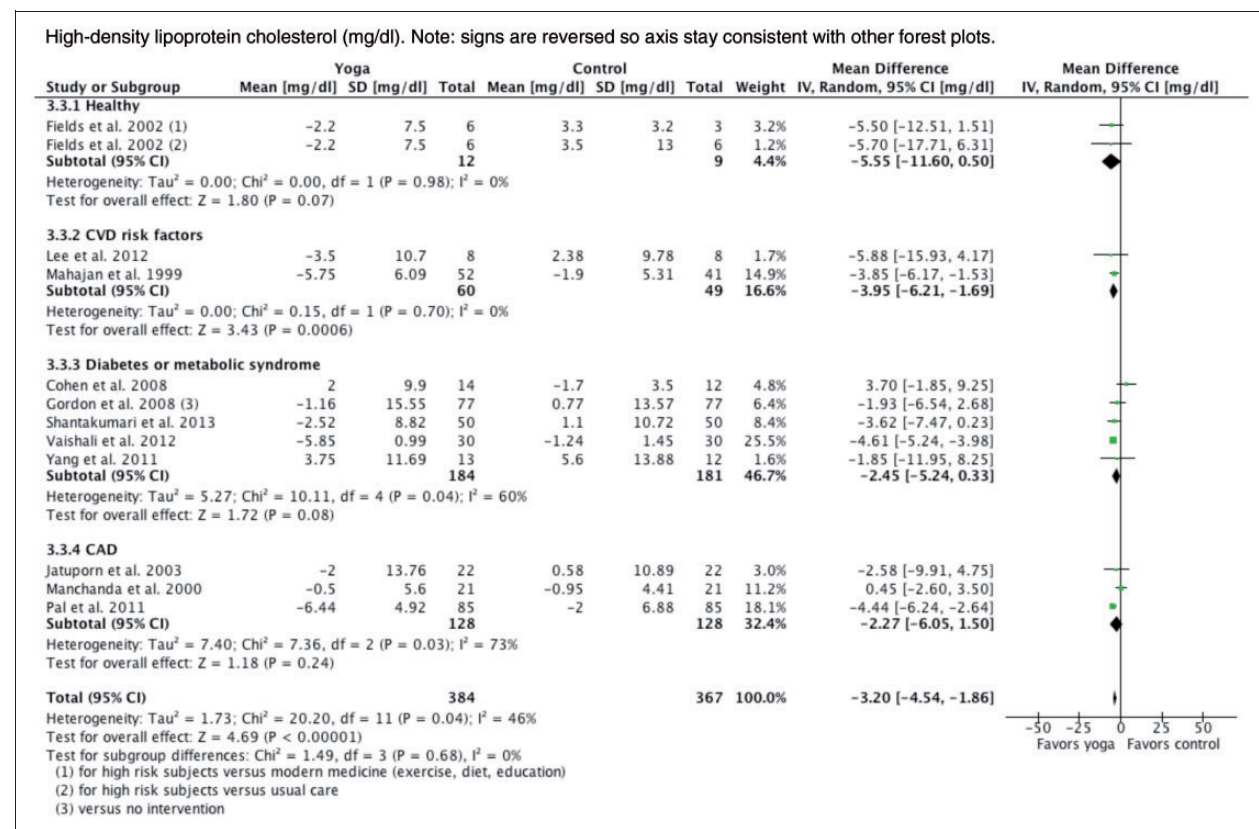 High-density lipoprotein cholesterol (mg/dl). Note: signs are reversed so axis stay consistent with other forest plots.
Yoga Control Mean Difference Mean Difference
Study or Subgroup Mean [mg/dl] SD [mg/dl] Total Mean [mg/dl] SD [mg/dl] Total Weight IV, Random, 95% CI [mg/dl] IV, Random, 95% CI [mg/dl]
3.3.1 Healthy
Fields et al. 2002 (1) −2.2 7.5 6 3.3 3.2 3 3.2% −5.50 [−12.51, 1.51]
Fields et al. 2002 (2) −2.2 7.5 6 3.5 13 6 1.2% −5.70 [−17.71, 6.31]
Subtotal (95% CI) 12 9 4.4% −5.55 [−11.60, 0.50]
Heterogeneity: Tau² = 0.00; Chi² = 0.00, df = 1 (P = 0.98); I² = 0%
Test for overall effect: Z = 1.80 (P = 0.07)
3.3.2 CVD risk factors
Lee et al. 2012 −3.5 10.7 8 2.38 9.78 8 1.7% −5.88 [−15.93, 4.17]
Mahajan et al. 1999 −5.75 6.09 52 −1.9 5.31 41 14.9% −3.85 [−6.17, −1.53]
Subtotal (95% CI) 60 49 16.6% −3.95 [−6.21, −1.69]
Heterogeneity: Tau² = 0.00; Chi² = 0.15, df = 1 (P = 0.70); I² = 0%
Test for overall effect: Z = 3.43 (P = 0.0006)
3.3.3 Diabetes or metabolic syndrome
Cohen et al. 2008 2 9.9 14 −1.7 3.5 12 4.8% 3.70 [−1.85, 9.25]
Gordon et al. 2008 (3) −1.16 15.55 77 0.77 13.57 77 6.4% −1.93 [−6.54, 2.68]
Shantakumari et al. 2013 −2.52 8.82 50 1.1 10.72 50 8.4% −3.62 [−7.47, 0.23]
Vaishali et al. 2012 −5.85 0.99 30 −1.24 1.45 30 25.5% −4.61 [−5.24, −3.98]
Yang et al. 2011 3.75 11.69 13 5.6 13.88 12 1.6% −1.85 [−11.95, 8.25]
Subtotal (95% CI) 184 181 46.7% −2.45 [−5.24, 0.33]
Heterogeneity: Tau² = 5.27; Chi² = 10.11, df = 4 (P = 0.04); I² = 60%
Test for overall effect: Z = 1.72 (P = 0.08)
3.3.4 CAD
Jatuporn et al. 2003 −2 13.76 22 0.58 10.89 22 3.0% −2.58 [−9.91, 4.75]
Manchanda et al. 2000 −0.5 5.6 21 −0.95 4.41 21 11.2% 0.45 [−2.60, 3.50]
Pal et al. 2011 −6.44 4.92 85 −2 6.88 85 18.1% −4.44 [−6.24, −2.64]
Subtotal (95% CI) 128 128 32.4% −2.27 [−6.05, 1.50]
Heterogeneity: Tau² = 7.40; Chi² = 7.36, df = 2 (P = 0.03); I² = 73%
Test for overall effect: Z = 1.18 (P = 0.24)
Total (95% CI) 384 367 100.0% −3.20 [−4.54, −1.86]
Heterogeneity: Tau² = 1.73; Chi² = 20.20, df = 11 (P = 0.04); I² = 46%
Test for overall effect: Z = 4.69 (P < 0.00001)
Test for subgroup differences: Chi² = 1.49, df = 3 (P = 0.68), I² = 0%
(1) for high risk subjects versus modern medicine (exercise, diet, education)
(2) for high risk subjects versus usual care
(3) versus no intervention
−50 −25 0 25 50
Favors yoga Favors control